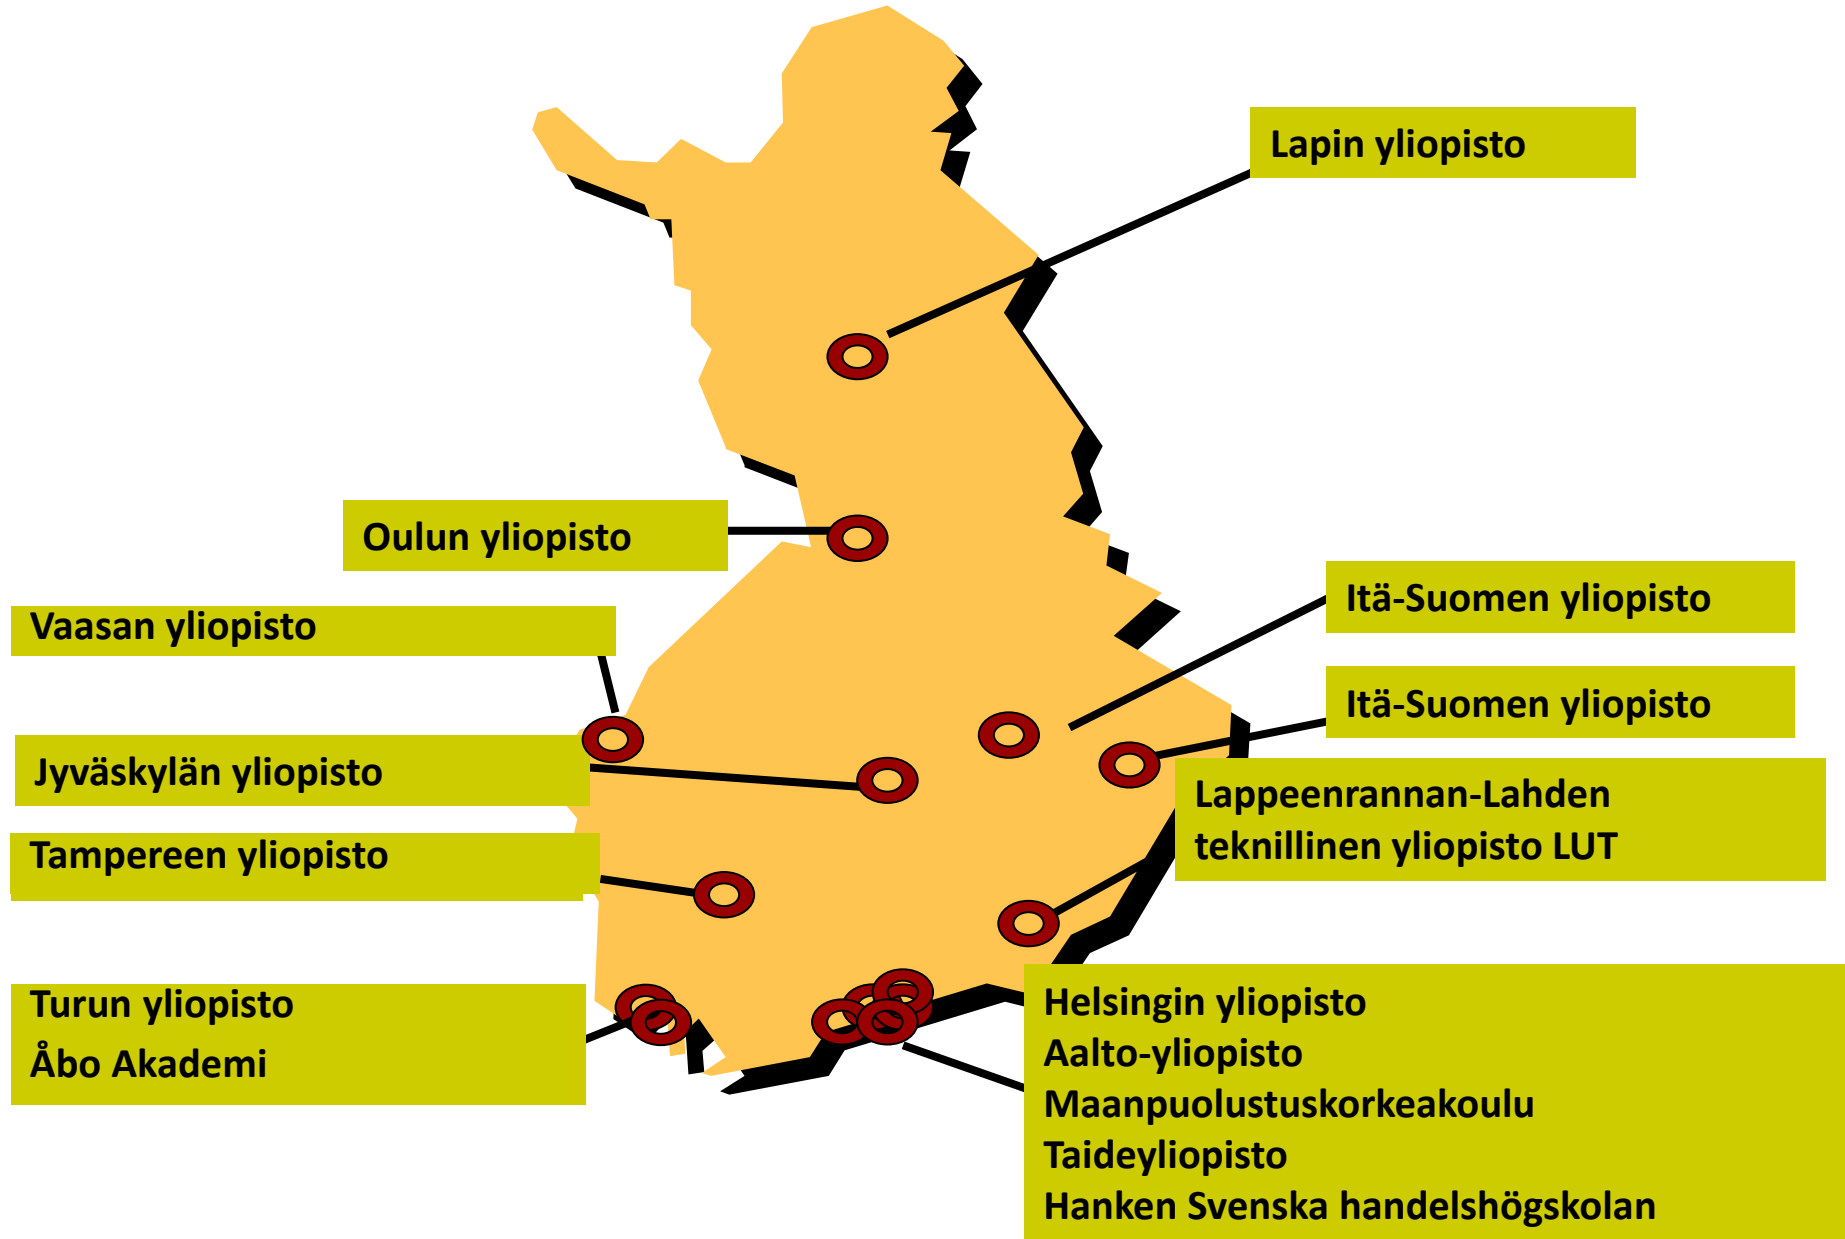 Lapin yliopisto
Oulun yliopisto
Itä-Suomen yliopisto
Vaasan yliopisto
Itä-Suomen yliopisto
Jyväskylän yliopisto
Lappeenrannan-Lahden
teknillinen yliopisto LUT
Tampereen yliopisto
Turun yliopisto
Åbo Akademi
Helsingin yliopisto
Aalto-yliopisto
Maanpuolustuskorkeakoulu
Taideyliopisto
Hanken Svenska handelshögskolan